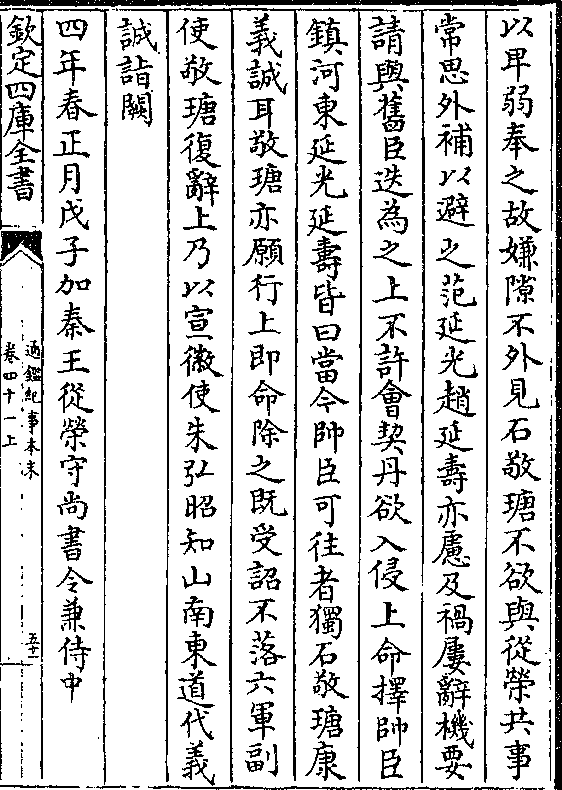 以卑弱奉之故嫌隙不外見石敬瑭不欲與從榮共事
常思外補以避之范延光趙延壽亦慮及禍屢辭機要
請與舊臣迭為之上不許會契丹欲入侵上命擇帥臣
鎮河東延光延壽皆曰當今帥臣可往者獨石敬瑭康
義誠耳敬瑭亦願行上即命除之既受詔不落六軍副
使敬瑭復辭上乃以宣徽使朱弘昭知山南東道代義
誠詣闕
四年春正月戊子加秦王從榮守尚書令兼侍中
欽定四庫全書
通鑑紀事本末
卷四十一上
五十一